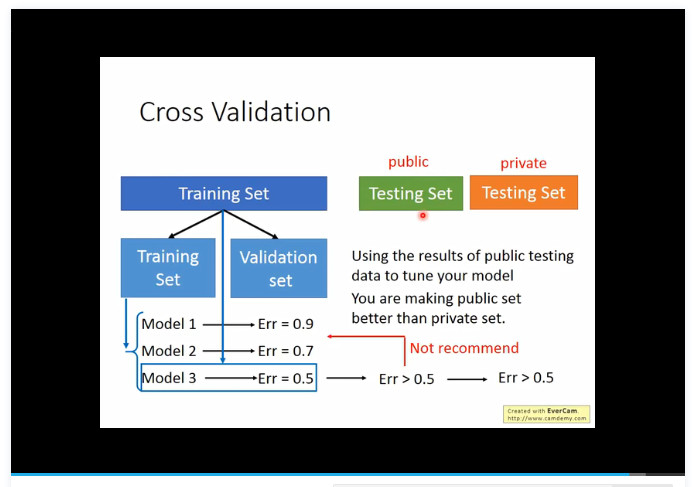 Cross Validation
public
private
Training Set
Testing Set
Testing Set
Training
Set
Validation
set
Using the results of public testing
data to tune your model
You are making public set
better than private set.
Model 1
Err = 0.9
Model 2
Err = 0.7
Not recommend
Model 3
Err = 0.5
Err > 0.5
Err > 0.5
Created with EverCam.
http://www.camdemy.com